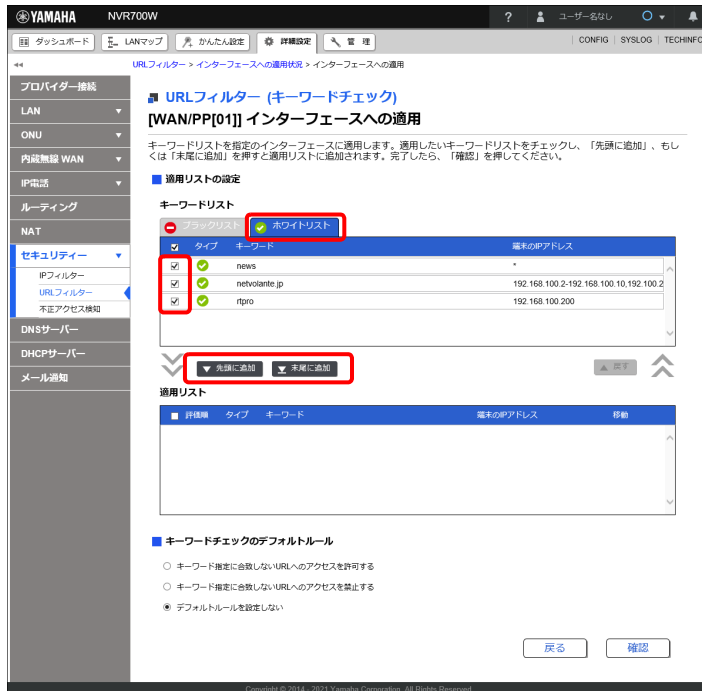 YAMAHA NVR700W ? ユーザー名なし
ダッシュボード LANマップ かんたん設定 詳細設定 管 理 CONFIG SYSLOG TECHINFO
URLフィルター > インターフェースへの適用状況 > インターフェースへの適用
プロバイダー接続
LAN
ONU
内蔵無線 WAN
IP電話
ルーティング
NAT
セキュリティー
IPフィルター
URLフィルター
不正アクセス検知
DNSサーバー
DHCPサーバー
メール通知
URLフィルター (キーワードチェック)
[WAN/PP[01]] インターフェースへの適用
キーワードリストを指定のインターフェースに適用します。適用したいキーワードリストをチェックし、「先頭に追加」、もし
くは「末尾に追加」を押すと適用リストに追加されます。完了したら、「確認」を押してください。
適用リストの設定
キーワードリスト
ブラックリスト ホワイトリスト
タイプ キーワード 端末のIPアドレス
news *
netvolante.jp 192.168.100.2-192.168.100.10,192.100.2
rtpro 192.168.100.200
▼ 先頭に追加 ▼ 末尾に追加 ▲ 戻す
適用リスト
評価順 タイプ キーワード 端末のIPアドレス 移動
キーワードチェックのデフォルトルール
キーワード指定に合致しないURLへのアクセスを許可する
キーワード指定に合致しないURLへのアクセスを禁止する
デフォルトルールを設定しない
戻る 確認
Copyright © 2014 - 2021 Yamaha Corporation. All Rights Reserved.